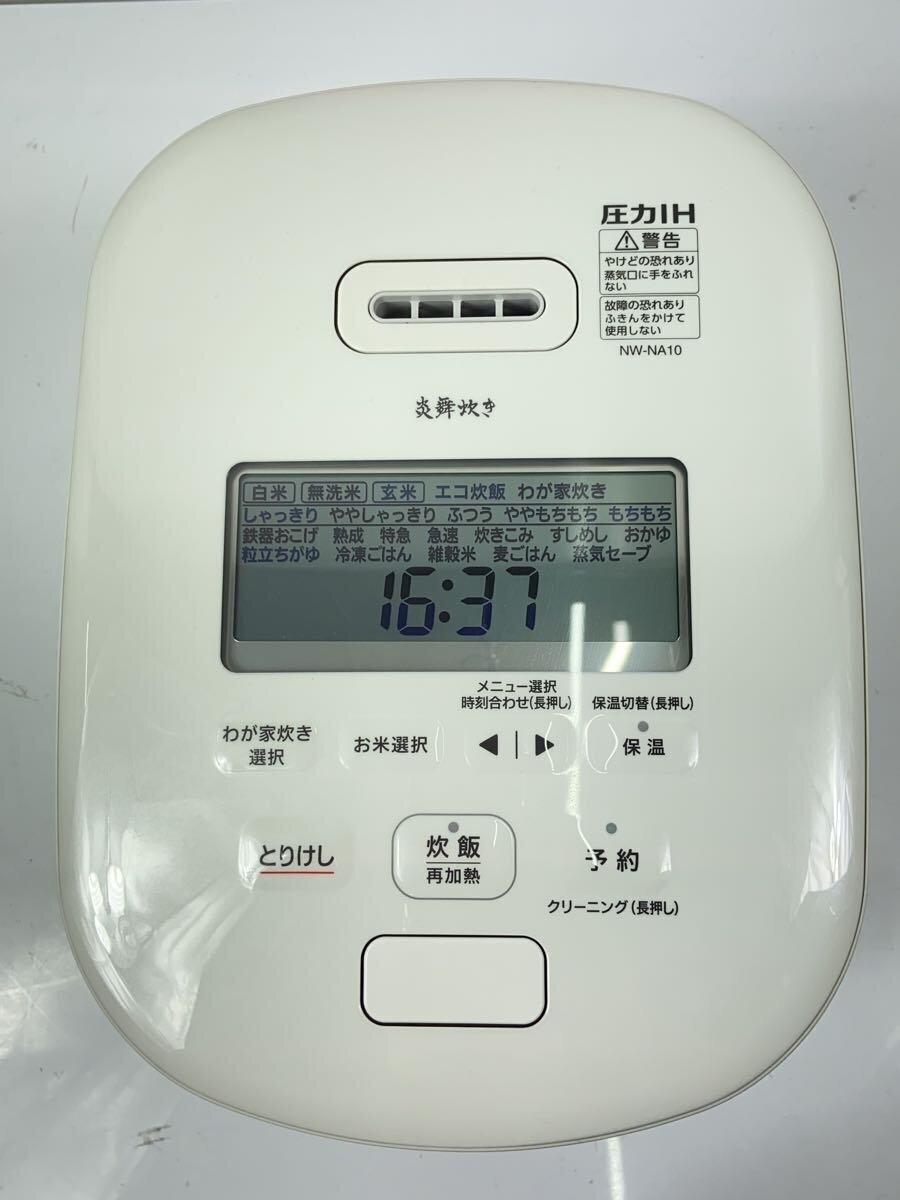 圧力IH
⚠警告
やけどの恐れあり
蒸気口に手をふれ
ない
故障の恐れあり
ふきんをかけて
使用しない
NW-NA10
炎舞炊き
白米 無洗米 玄米 エコ炊飯 わが家炊き
しゃっきり ややしゃっきり ふつう ややもちもち もちもち
鉄器おこげ 熟成 特急 急速 炊きこみ すしめし おかゆ
粒立ちがゆ 冷凍ごはん 雑穀米 麦ごはん 蒸気セーブ
16:37
メニュー選択
時刻合わせ(長押し)
保温切替(長押し)
わが家炊き
選択
お米選択
◀|▶
保温
とりけし
炊飯
再加熱
予約
クリーニング(長押し)